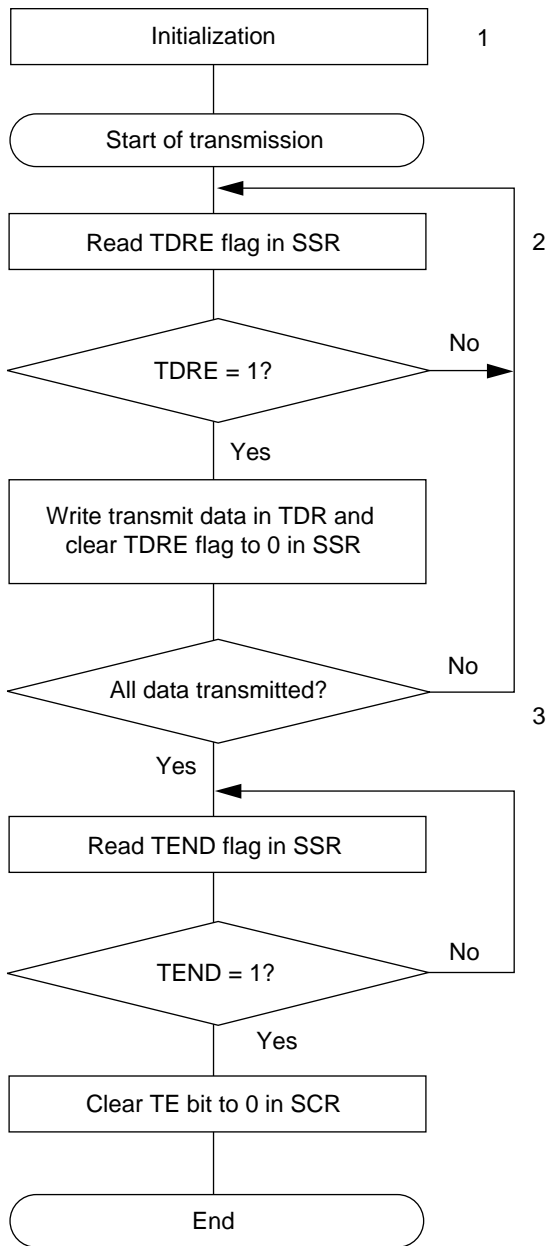 Initialization
1
Start of transmission
Read TDRE flag in SSR
2
TDRE = 1?
No
Yes
Write transmit data in TDR and
clear TDRE flag to 0 in SSR
All data transmitted?
No
3
Yes
Read TEND flag in SSR
TEND = 1?
No
Yes
Clear TE bit to 0 in SCR
End